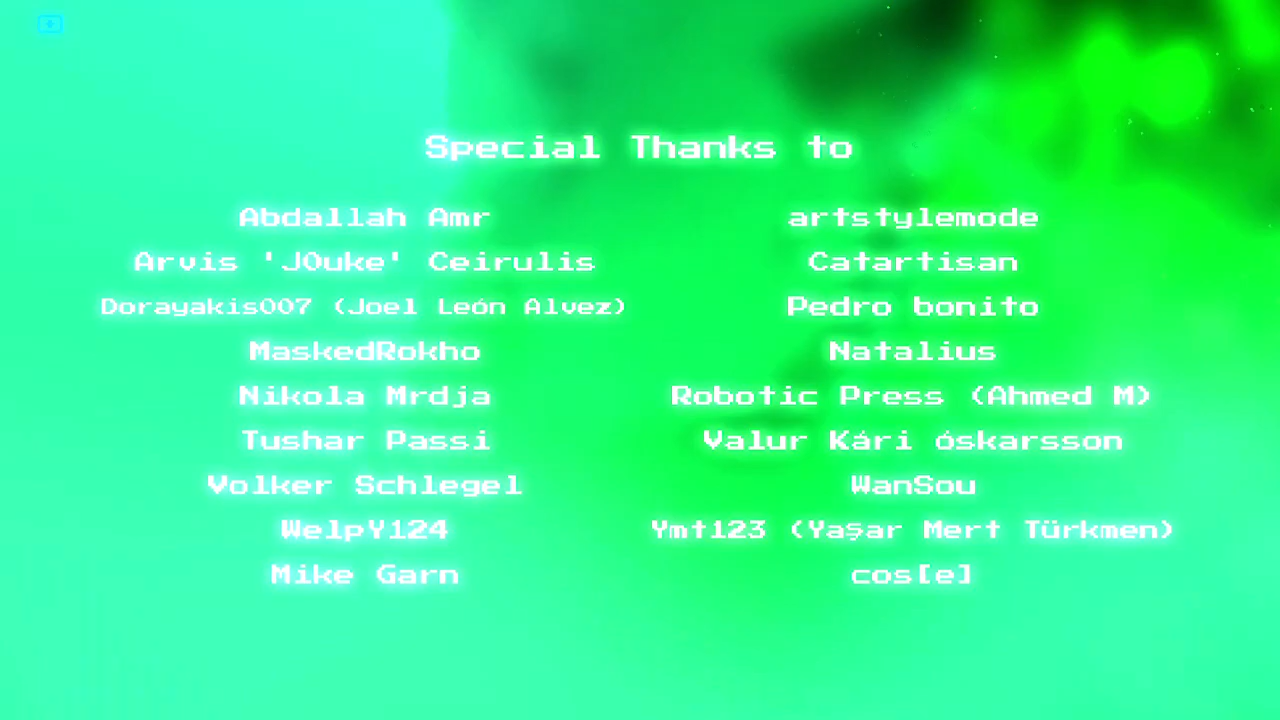 Special Thanks to
Abdallah Amr
Arvis 'J0uke' Ceirulis
Dorayakis007 (Joel León Alvez)
MaskedRokho
Nikola Mrdja
Tushar Passi
Volker Schlegel
WelpY124
Mike Garn
artstylemode
Catartisan
Pedro bonito
Natalius
Robotic Press (Ahmed M)
Valur Kári óskarsson
WanSou
Ymt123 (Yaşar Mert Türkmen)
cos[e]